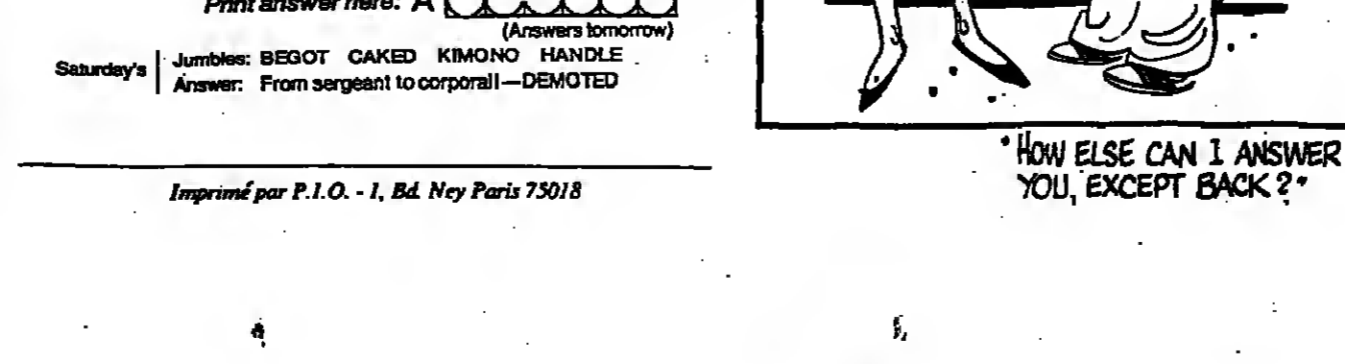 Print answer here: A
(Answers tomorrow)
Saturday's
Jumbles: BEGOT CAKED KIMONO HANDLE
Answer: From sergeant to corporall—DEMOTED
Imprimé par P.I.O. - 1, Bd. Ney Paris 75018
"HOW ELSE CAN I ANSWER
YOU, EXCEPT BACK?"